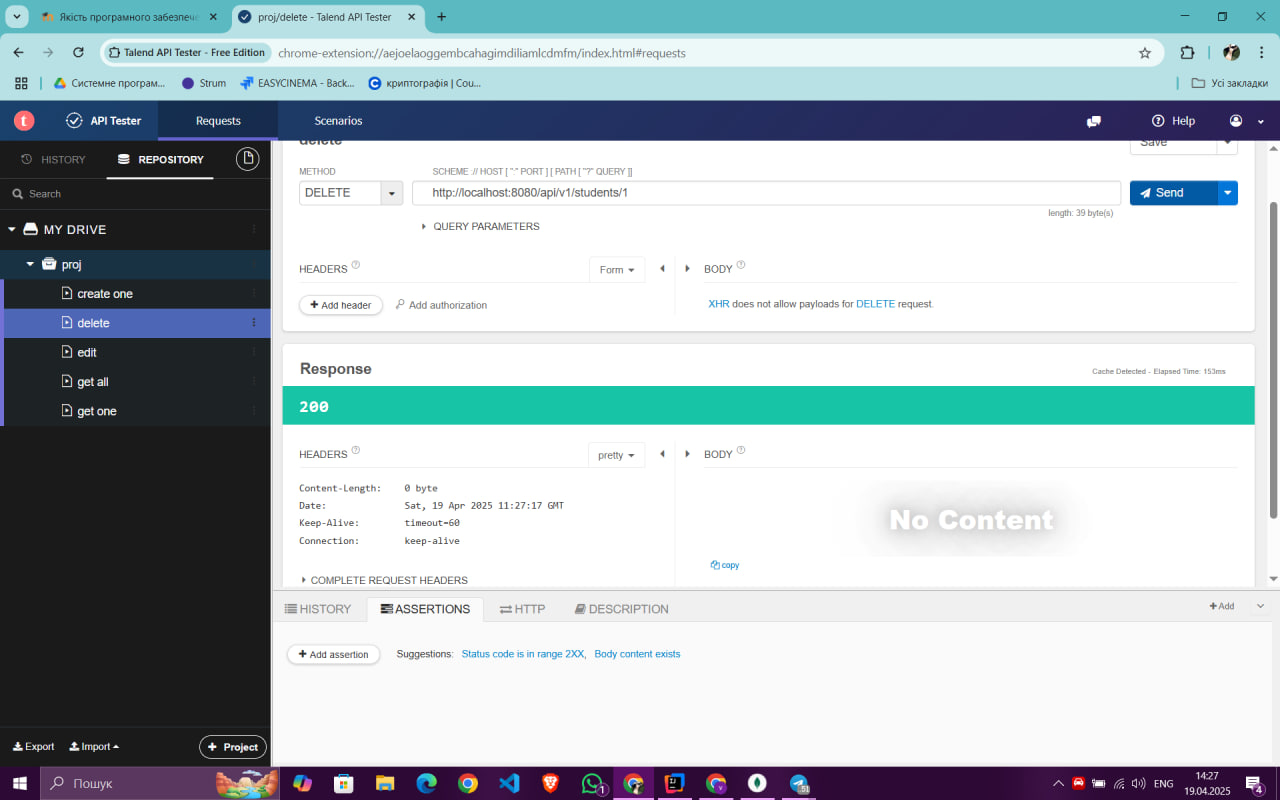 Якість програмного забезпече
proj/delete - Talend API Tester
Talend API Tester - Free Edition
chrome-extension://aejoelaoggembcahagimdiliamlcdmfm/index.html#requests
Системне програм...
Strum
EASYCINEMA - Back...
криптографія | Cou...
Усі закладки
t
API Tester
Requests
Scenarios
Help
HISTORY
REPOSITORY
Search
MY DRIVE
proj
create one
delete
edit
get all
get one
Export
Import
+ Project
delete
Save
METHOD
SCHEME :// HOST [ ":" PORT ] [ PATH [ "?" QUERY ]]
DELETE
http://localhost:8080/api/v1/students/1
Send
length: 39 byte(s)
QUERY PARAMETERS
HEADERS ?
Form
BODY ?
+ Add header
Add authorization
XHR does not allow payloads for DELETE request.
Response
Cache Detected - Elapsed Time: 153ms
200
HEADERS ?
pretty
BODY ?
Content-Length: 0 byte
Date: Sat, 19 Apr 2025 11:27:17 GMT
Keep-Alive: timeout=60
Connection: keep-alive
No Content
copy
COMPLETE REQUEST HEADERS
HISTORY
ASSERTIONS
HTTP
DESCRIPTION
+ Add
+ Add assertion
Suggestions: Status code is in range 2XX, Body content exists
Пошук
1
51
ENG
14:27
19.04.2025
4